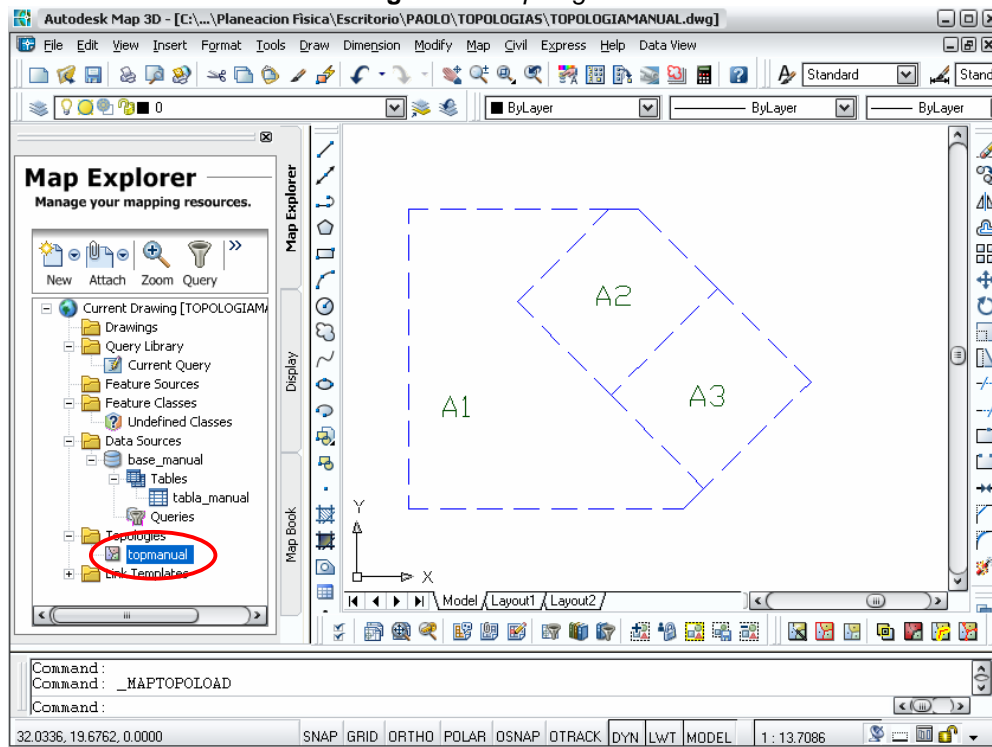 Autodesk Map 3D - [C:\...\Planeacion Fisica\Escritorio\PAOLO\TOPOLOGIAS\TOPOLOGIAMANUAL.dwg]
File Edit View Insert Format Tools Draw Dimension Modify Map Civil Express Help Data View
Standard Stand
0 ByLayer ByLayer ByLayer
Map Explorer
Manage your mapping resources.
New Attach Zoom Query
Current Drawing [TOPOLOGIAM
Drawings
Query Library
Current Query
Feature Sources
Feature Classes
Undefined Classes
Data Sources
base_manual
Tables
tabla_manual
Queries
Topologies
topmanual
Link Templates
Map Explorer
Display
Map Book
A1
A2
A3
Y
X
Model Layout1 Layout2
Command:
Command: _MAPTOPOLOAD
Command:
32.0336, 19.6762, 0.0000 SNAP GRID ORTHO POLAR OSNAP OTRACK DYN LWT MODEL 1 : 13.7086